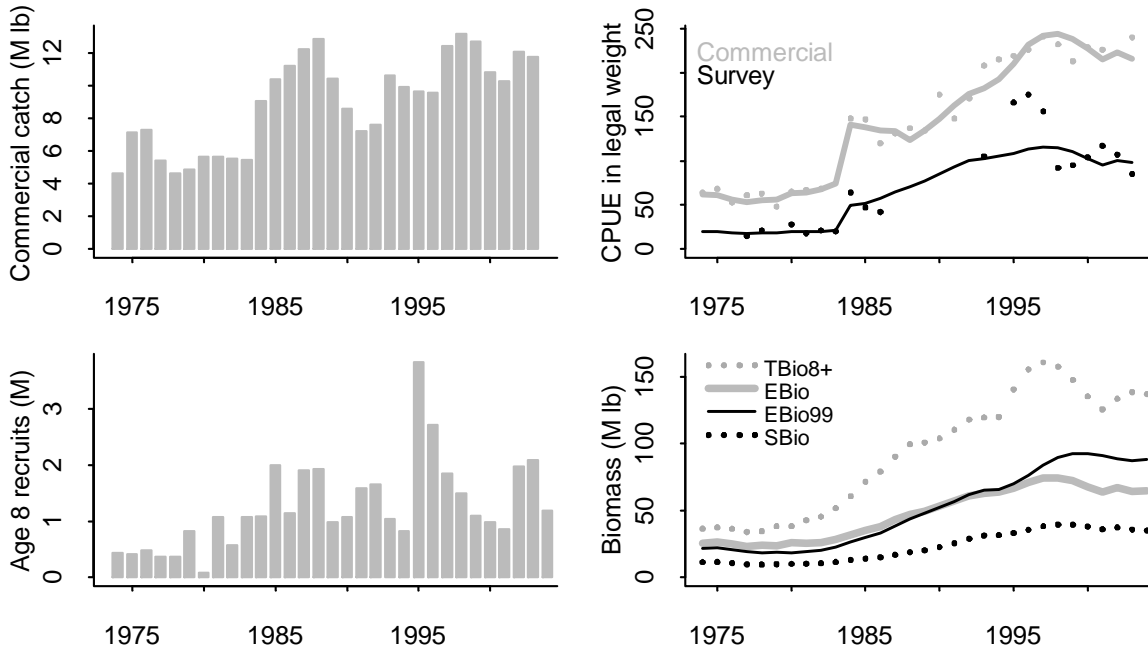 Commercial catch (M lb)
12
10
8
6
4
2
0
1975 1985 1995
CPUE in legal weight
250
150
50
0
Commercial
Survey
1975 1985 1995
Age 8 recruits (M)
3
2
1
0
1975 1985 1995
Biomass (M lb)
150
100
50
0
TBio8+
EBio
EBio99
SBio
1975 1985 1995